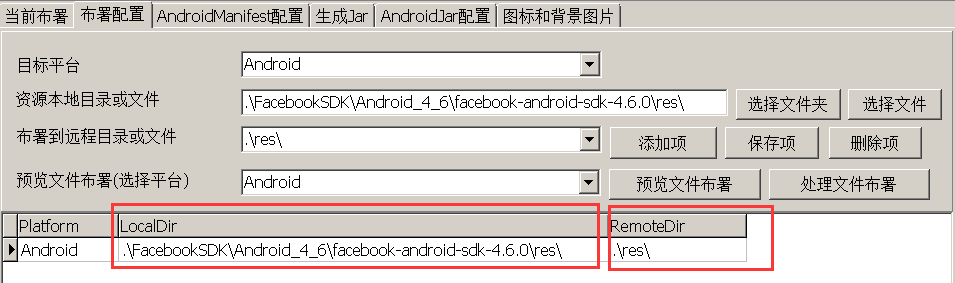 当前布署 布署配置 AndroidManifest配置 生成Jar AndroidJar配置 图标和背景图片
目标平台 Android
资源本地目录或文件 .\FacebookSDK\Android_4_6\facebook-android-sdk-4.6.0\res\ 选择文件夹 选择文件
布署到远程目录或文件 .\res\ 添加项 保存项 删除项
预览文件布署(选择平台) Android 预览文件布署 处理文件布署
Platform LocalDir RemoteDir
Android .\FacebookSDK\Android_4_6\facebook-android-sdk-4.6.0\res\ .\res\